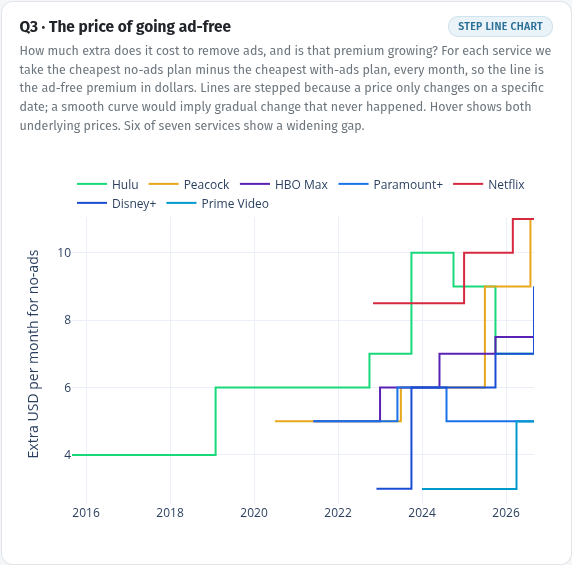 Q3 · The price of going ad-free
STEP LINE CHART
How much extra does it cost to remove ads, and is that premium growing? For each service we
take the cheapest no-ads plan minus the cheapest with-ads plan, every month, so the line is
the ad-free premium in dollars. Lines are stepped because a price only changes on a specific
date; a smooth curve would imply gradual change that never happened. Hover shows both
underlying prices. Six of seven services show a widening gap.
Hulu Peacock HBO Max Paramount+ Netflix
Disney+ Prime Video
Extra USD per month for no-ads
10
8
6
4
2016 2018 2020 2022 2024 2026